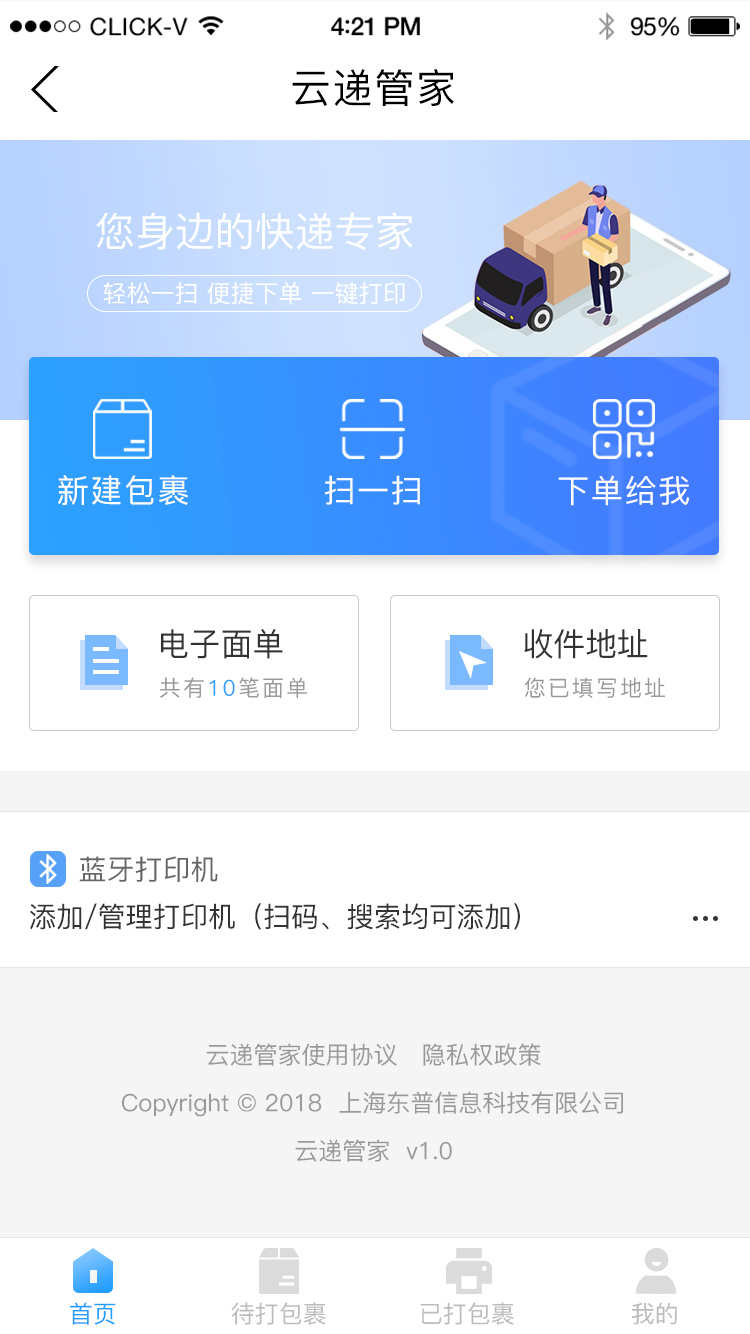 CLICK-V 4:21 PM 95%
云递管家
您身边的快递专家
轻松一扫 便捷下单 一键打印
新建包裹 扫一扫 下单给我
电子面单 收件地址
共有10笔面单 您已填写地址
蓝牙打印机
添加/管理打印机（扫码、搜索均可添加）
云递管家使用协议 隐私权政策
Copyright © 2018 上海东普信息科技有限公司
云递管家 v1.0
首页 待打包裹 已打包裹 我的